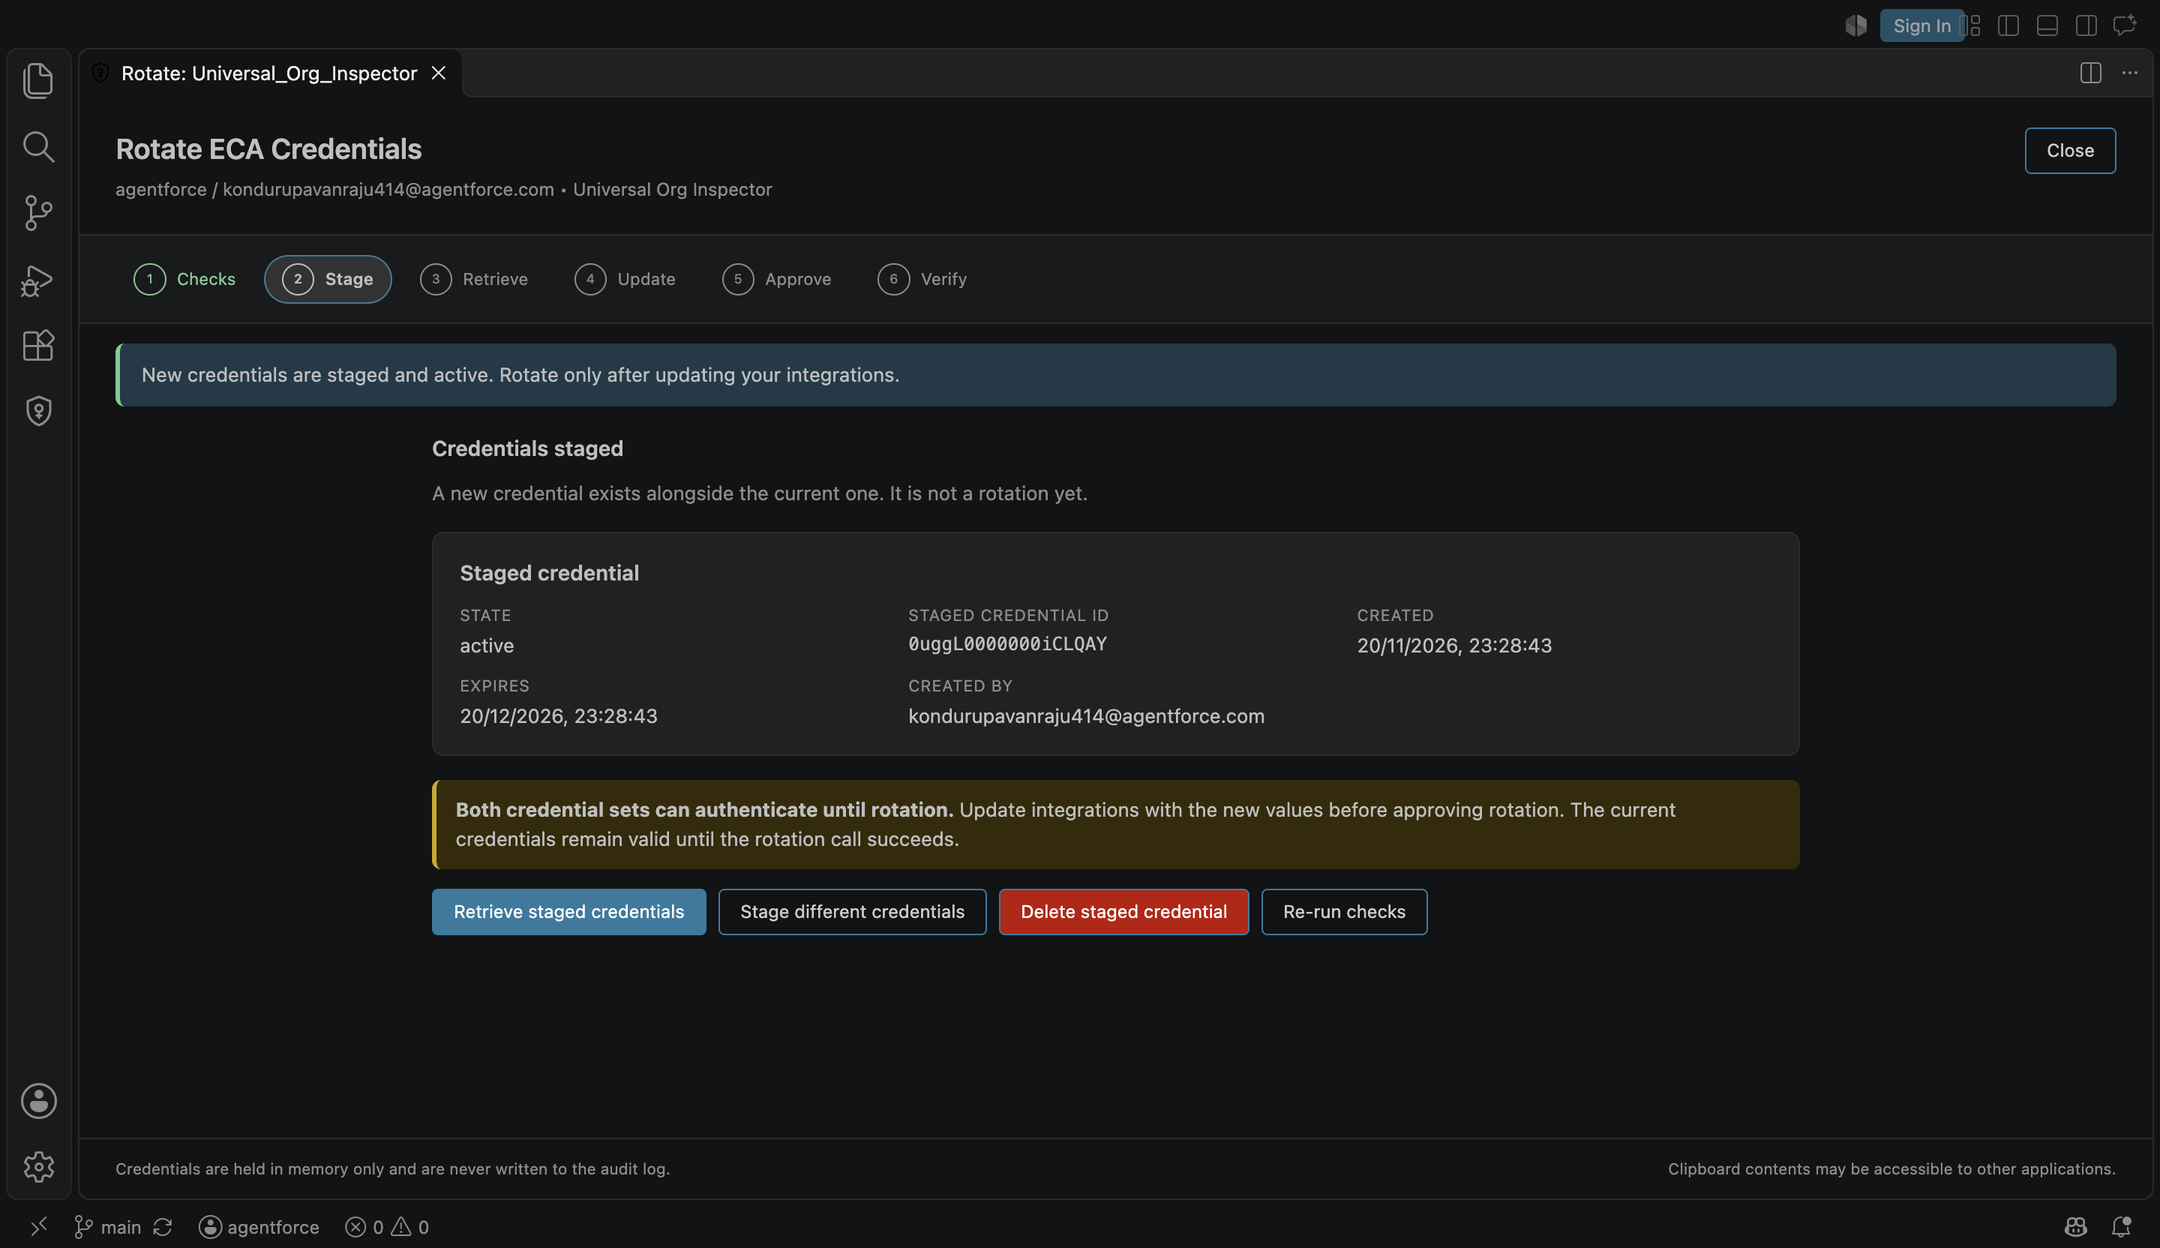 Sign In
Rotate: Universal_Org_Inspector
Rotate ECA Credentials
Close
agentforce / kondurupavanraju414@agentforce.com • Universal Org Inspector
1 Checks
2 Stage
3 Retrieve
4 Update
5 Approve
6 Verify
New credentials are staged and active. Rotate only after updating your integrations.
Credentials staged
A new credential exists alongside the current one. It is not a rotation yet.
Staged credential
STATE
active
STAGED CREDENTIAL ID
0uggL0000000iCLQAY
CREATED
20/11/2026, 23:28:43
EXPIRES
20/12/2026, 23:28:43
CREATED BY
kondurupavanraju414@agentforce.com
Both credential sets can authenticate until rotation. Update integrations with the new values before approving rotation. The current
credentials remain valid until the rotation call succeeds.
Retrieve staged credentials
Stage different credentials
Delete staged credential
Re-run checks
Credentials are held in memory only and are never written to the audit log.
Clipboard contents may be accessible to other applications.
main
agentforce
0
0